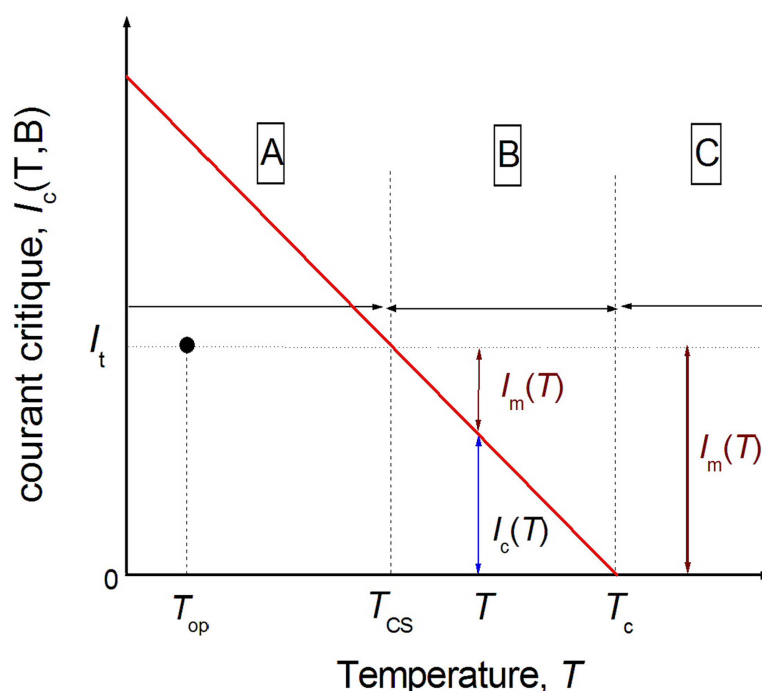 courant critique, Ic(T,B)
A
B
C
It
Im(T)
Im(T)
Ic(T)
0
Top
TCS
T
Tc
Temperature, T